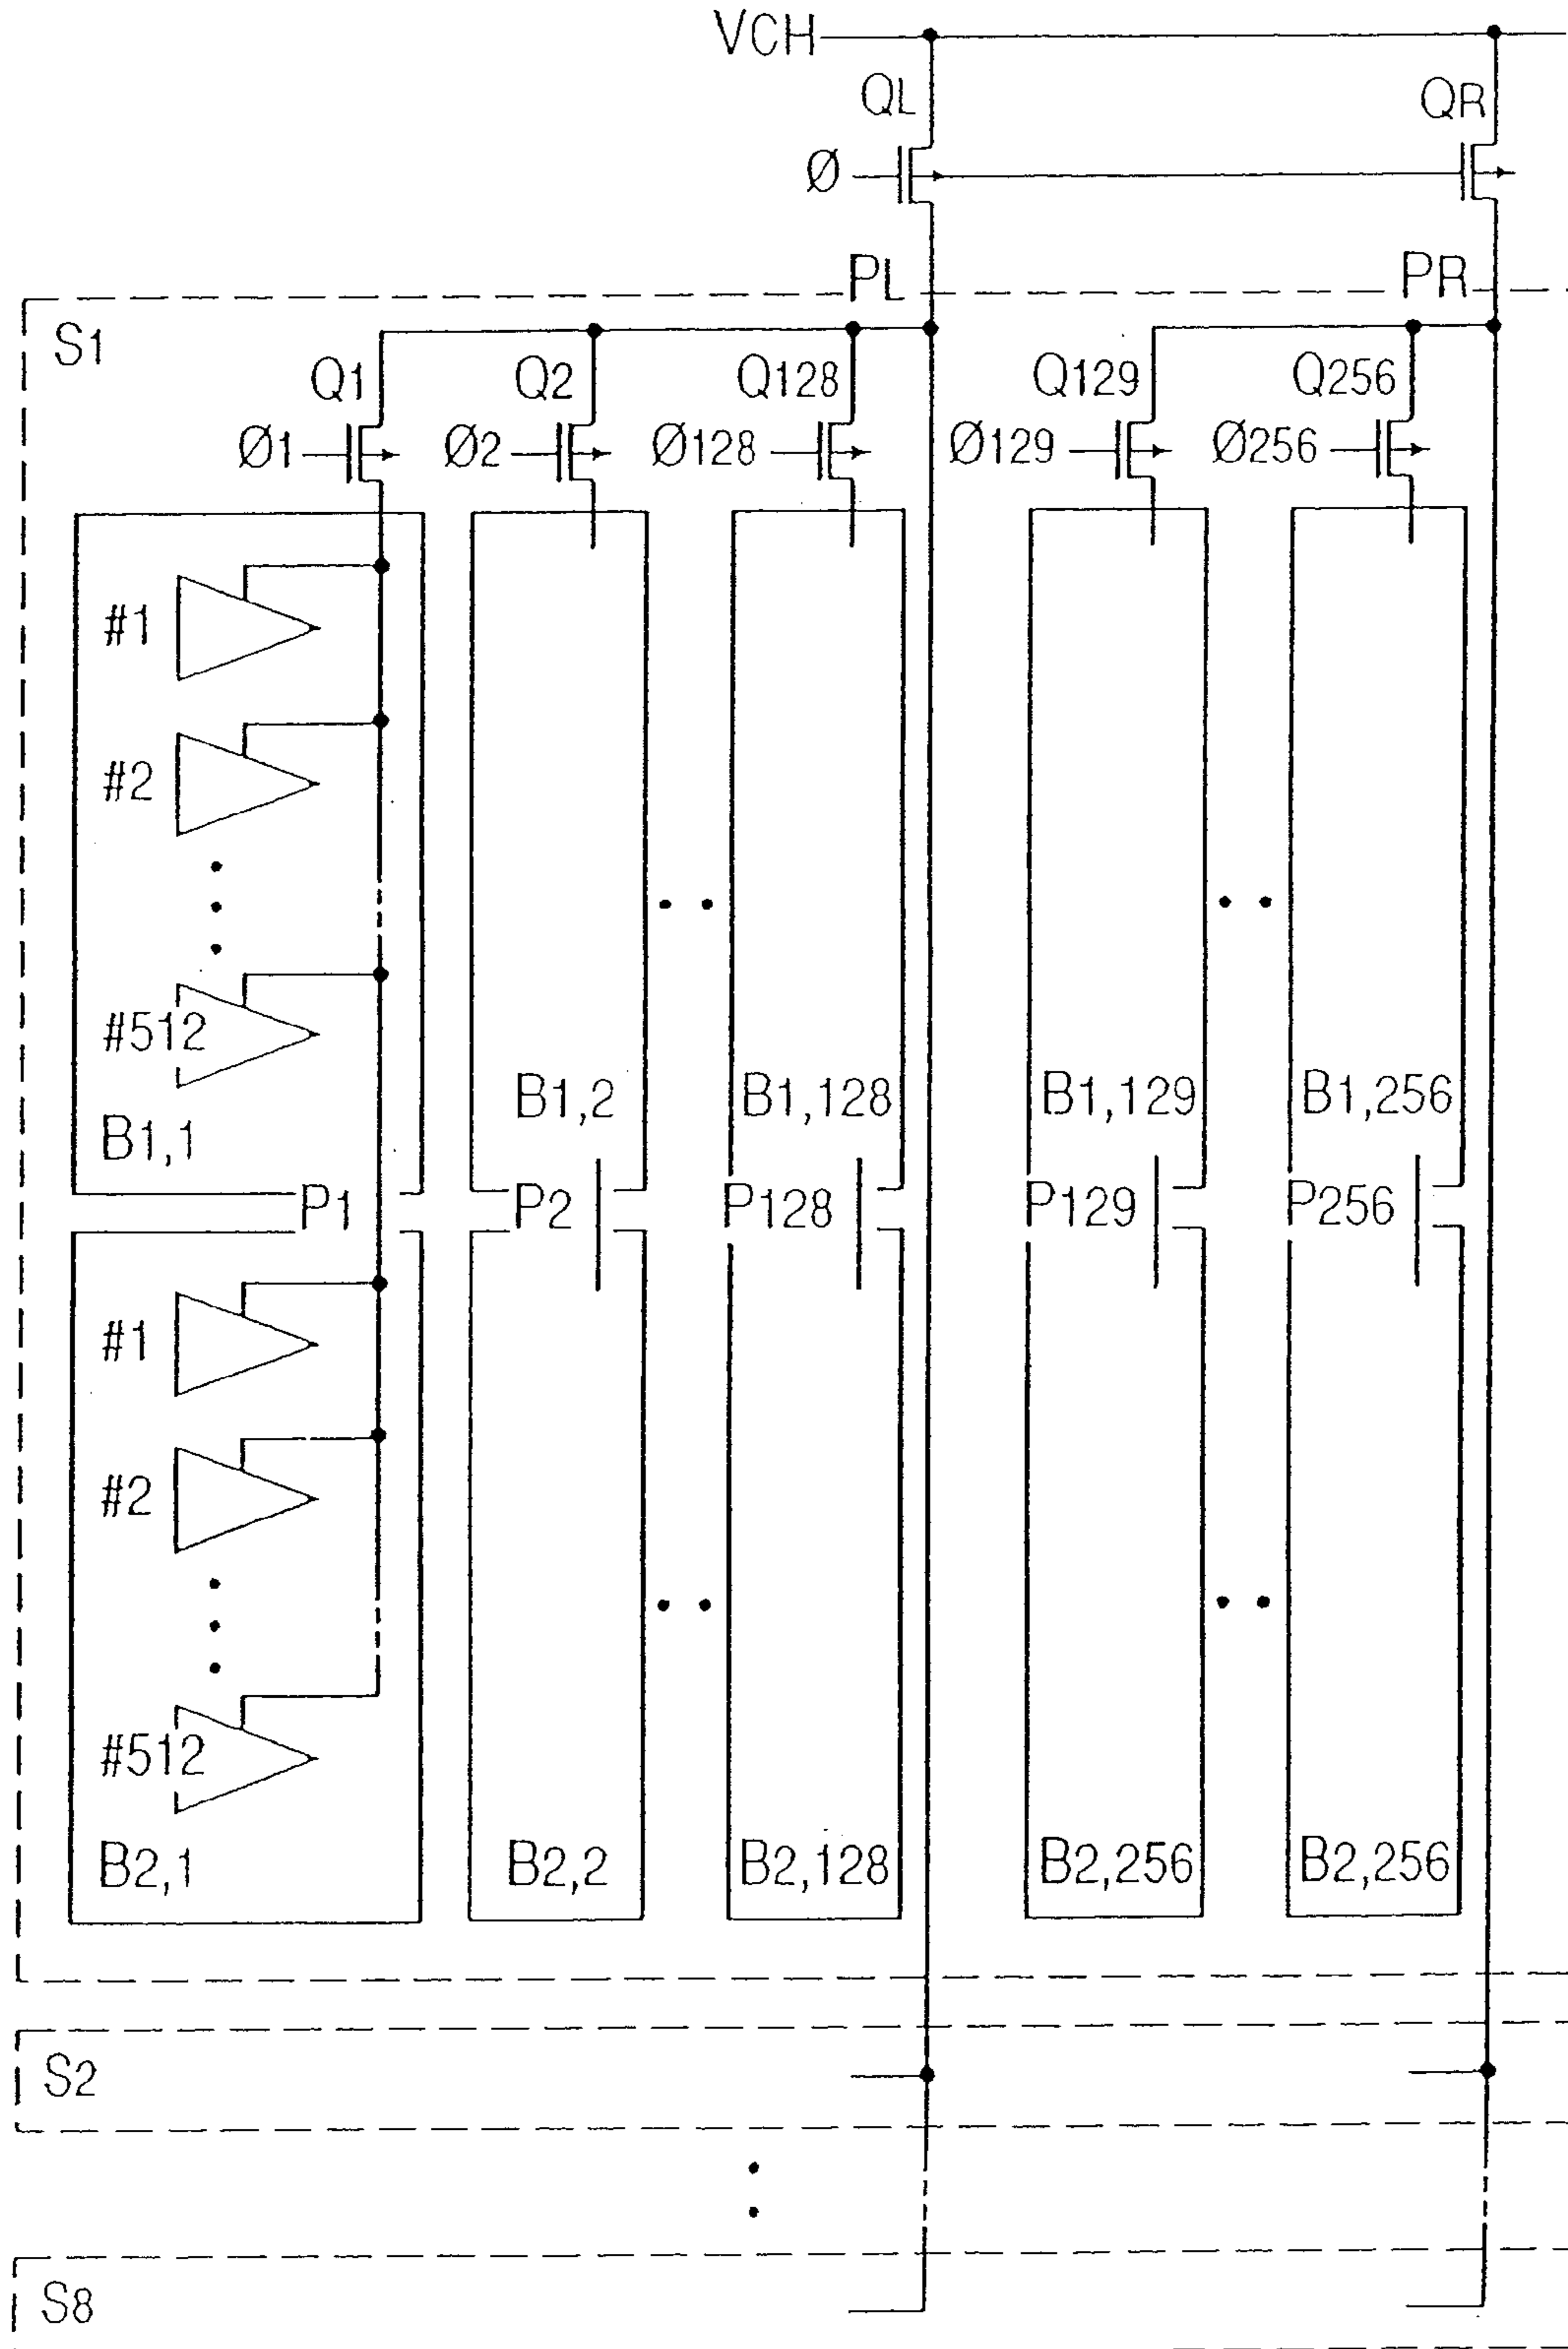 VCH
QL QR
Ø
PL PR
S1
Q1 Q2 Q128 Q129 Q256
Ø1 Ø2 Ø128 Ø129 Ø256
#1
#2
#512
B1,1 B1,2 B1,128 B1,129 B1,256
P1 P2 P128 P129 P256
#1
#2
#512
B2,1 B2,2 B2,128 B2,256 B2,256
S2
S8